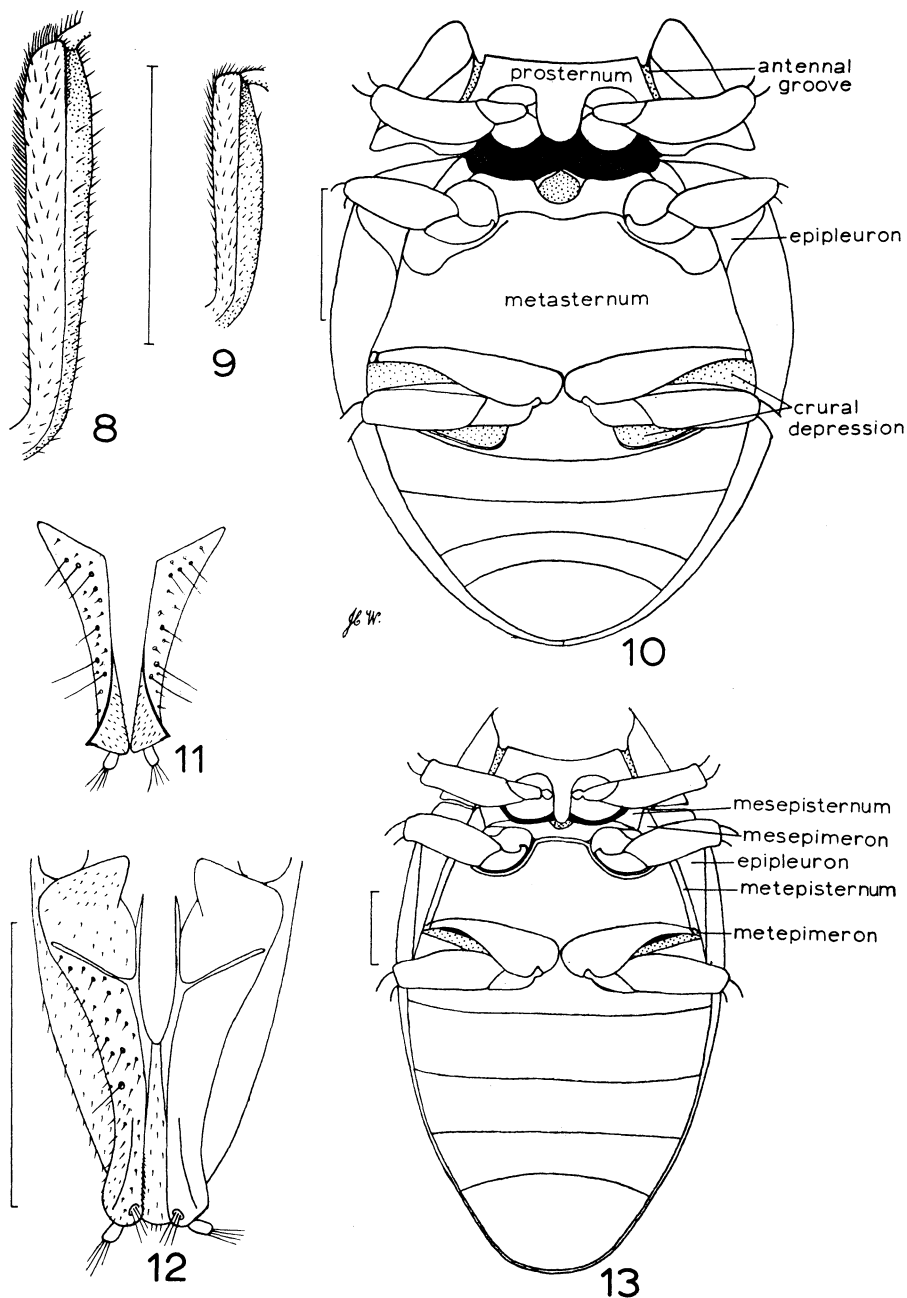 prosternum
antennal
groove
epipleuron
metasternum
crural
depression
8
9
10
11
12
mesepisternum
mesepimeron
epipleuron
metepisternum
metepimeron
13